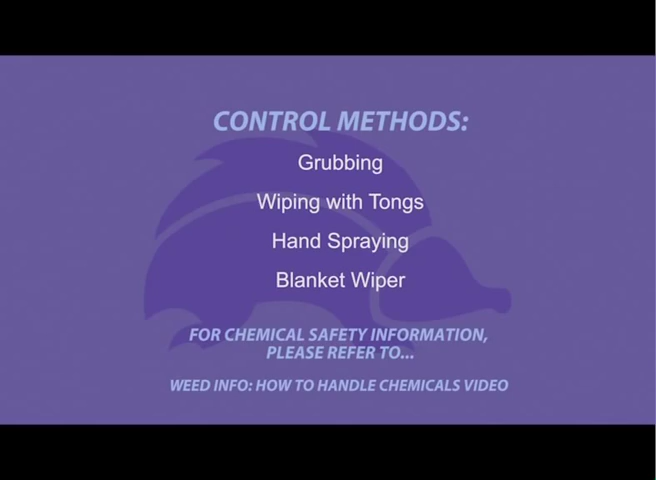 CONTROL METHODS:
Grubbing
Wiping with Tongs
Hand Spraying
Blanket Wiper
FOR CHEMICAL SAFETY INFORMATION,
PLEASE REFER TO...
WEED INFO: HOW TO HANDLE CHEMICALS VIDEO